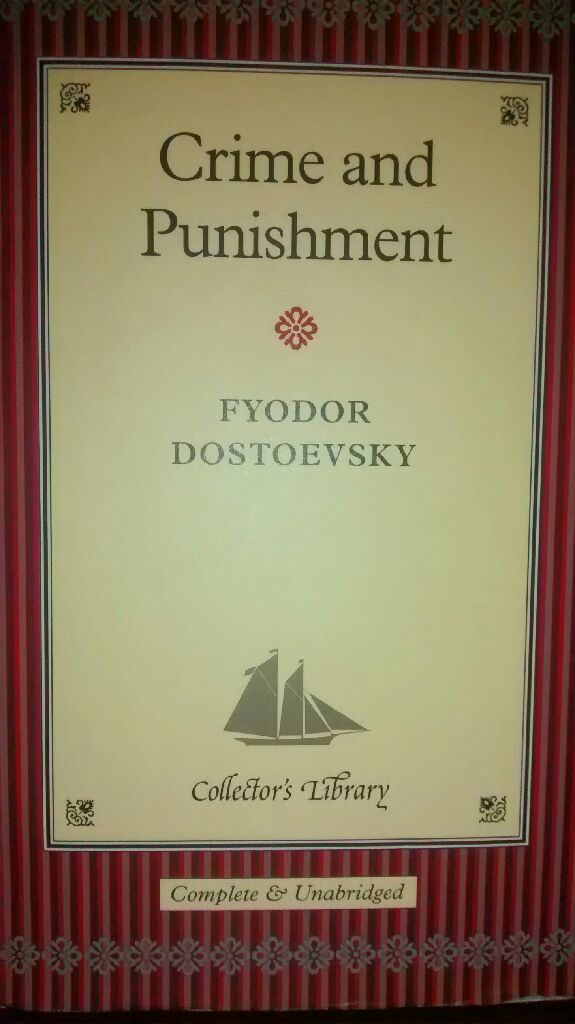 Crime and
Punishment
FYODOR
DOSTOEVSKY
Collector's Library
Complete & Unabridged